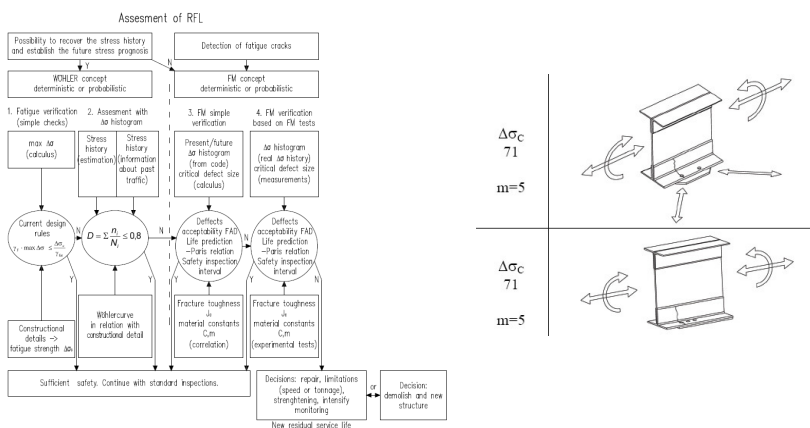 Assesment of RFL
Possibility to recover the stress history
and establish the future stress prognosis
Detection of fatigue cracks
Y
N
WÖHLER concept
deterministic or probabilistic
FM concept
deterministic or probabilistic
1. Fatigue verification
(simple checks)
2. Assesment with
Δσ histogram
3. FM simple
verification
4. FM verification
based on FM tests
max Δσ
(calculus)
Stress
history
(estimation)
Stress
history
(information
about past
traffic)
Present/future
Δσ histogram
(from code)
critical defect size
(calculus)
Δσ histogram
(real Δσ history)
critical defect size
(measurements)
Current design
rules
N
D = Σ nᵢ/Nᵢ ≤ 0,8
N
Deffects
acceptability FAD
Life prediction
-Paris relation
Safety inspection
interval
N
Deffects
acceptability FAD
Life prediction
-Paris relation
Safety inspection
interval
Y
Y
Y
Y
N
Constructional
details ->
fatigue strength
Wöhlercurve
in relation with
constructional detail
Fracture toughness
material constants
C,m
(correlation)
Fracture toughness
material constants
C,m
(experimental tests)
Sufficient safety. Continue with standard inspections.
Decisions: repair, limitations
(speed or tonnage),
strenghtening, intensify
monitoring
or
Decision:
demolish and new
structure
New residual service life
Δσ_C
71
m=5
Δσ_C
71
m=5